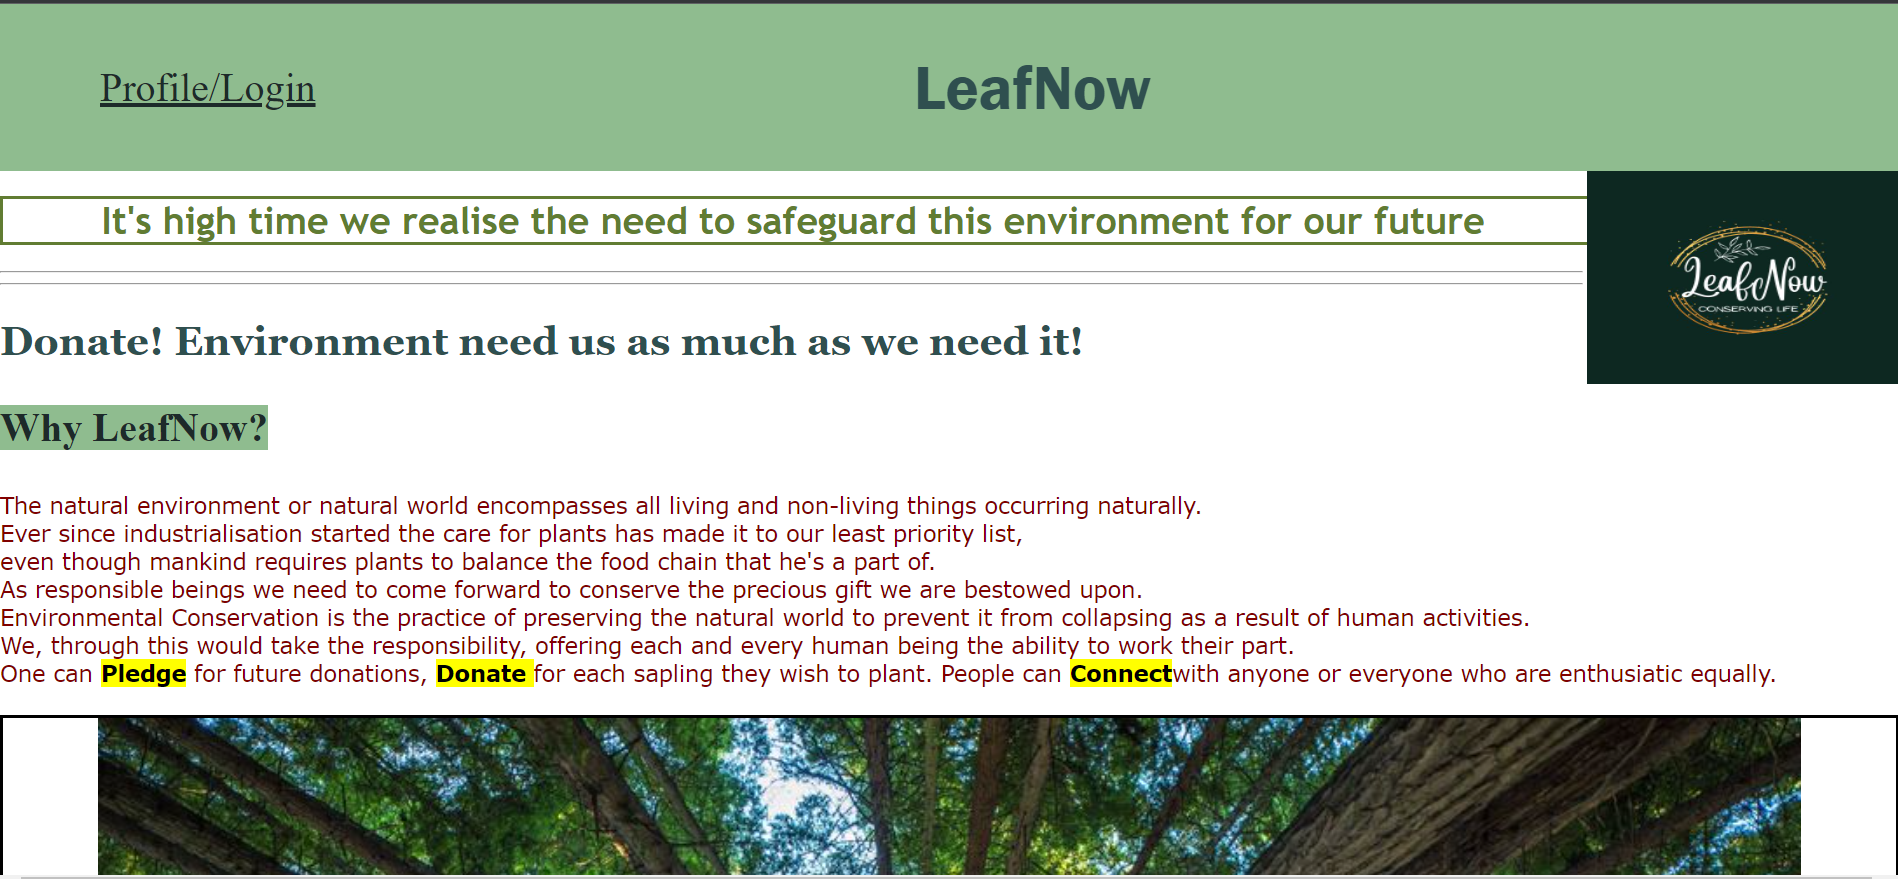 Profile/Login
LeafNow
It's high time we realise the need to safeguard this environment for our future
LeafNow
CONSERVING LIFE
Donate! Environment need us as much as we need it!
Why LeafNow?
The natural environment or natural world encompasses all living and non-living things occurring naturally.
Ever since industrialisation started the care for plants has made it to our least priority list,
even though mankind requires plants to balance the food chain that he's a part of.
As responsible beings we need to come forward to conserve the precious gift we are bestowed upon.
Environmental Conservation is the practice of preserving the natural world to prevent it from collapsing as a result of human activities.
We, through this would take the responsibility, offering each and every human being the ability to work their part.
One can Pledge for future donations, Donate for each sapling they wish to plant. People can Connectwith anyone or everyone who are enthusiatic equally.